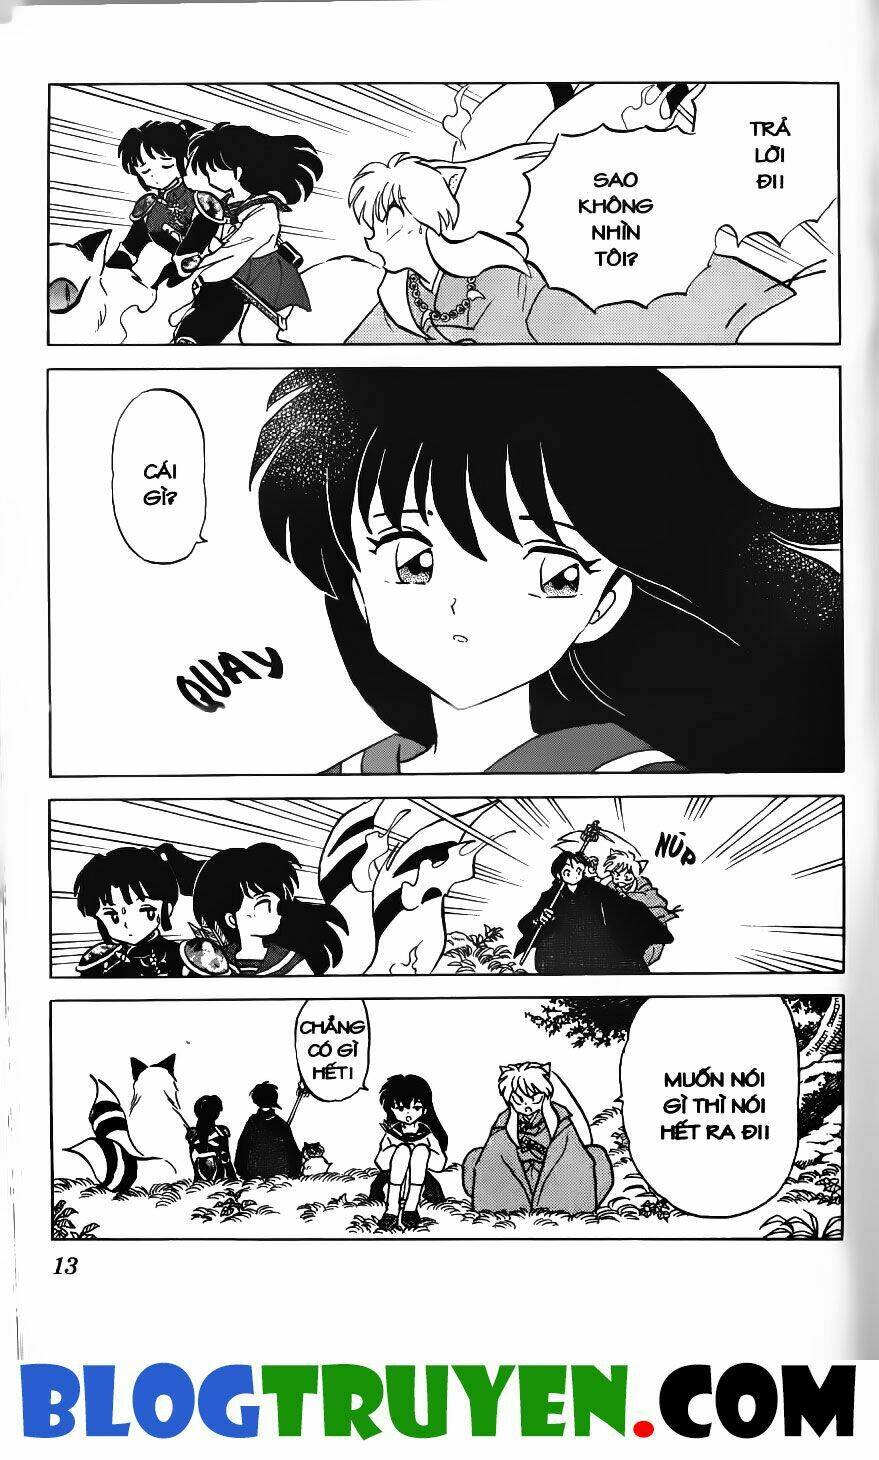 TRẢ
LỜI
ĐI!
SAO
KHÔNG
NHÌN
TÔI?
CÁI
GÌ?
QUAY
NÚP
CHẲNG
CÓ GÌ
HẾT!
MUỐN NÓI
GÌ THÌ NÓI
HẾT RA ĐI!
13
BLOGTRUYEN.COM